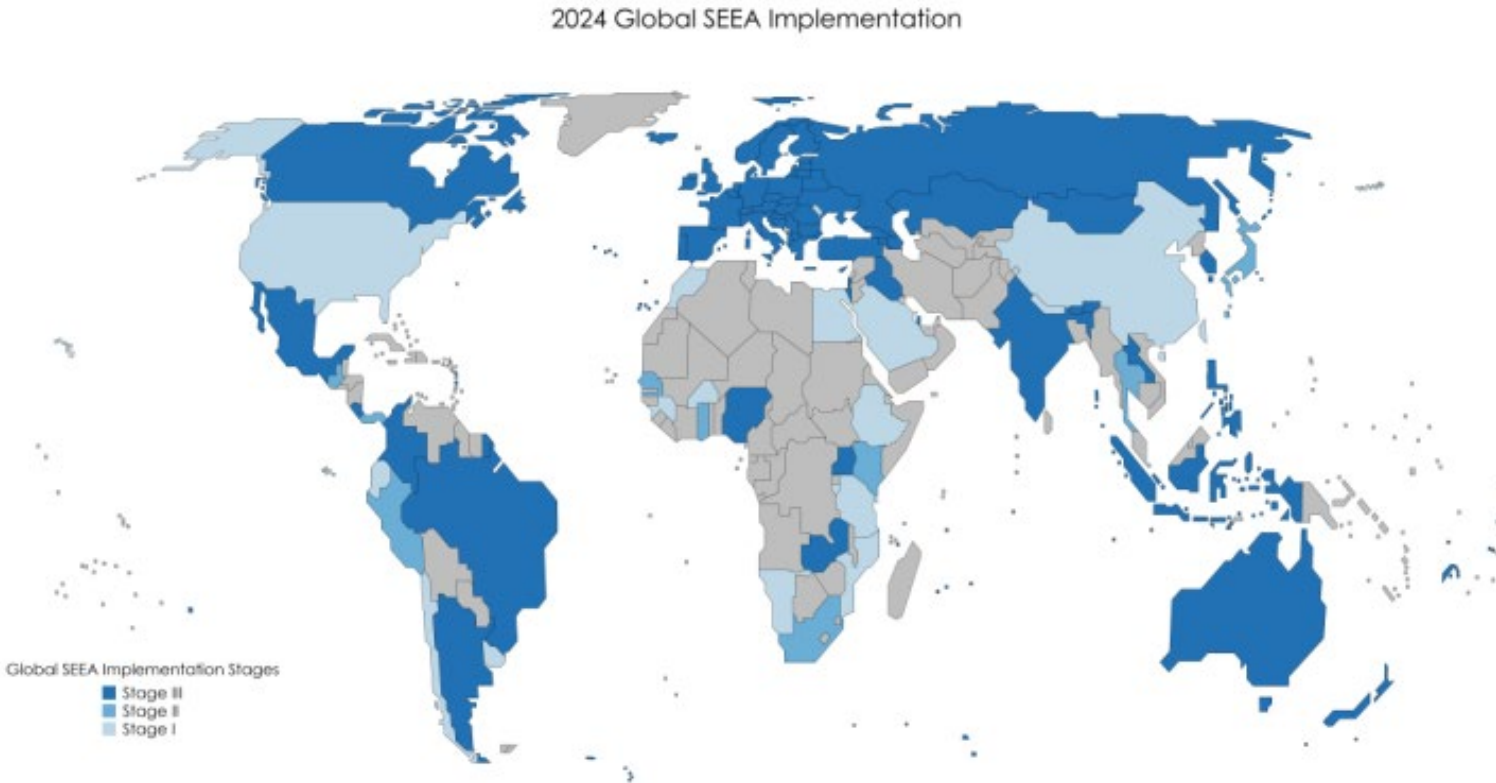 2024 Global SEEA Implementation
Global SEEA Implementation Stages
Stage III
Stage II
Stage I